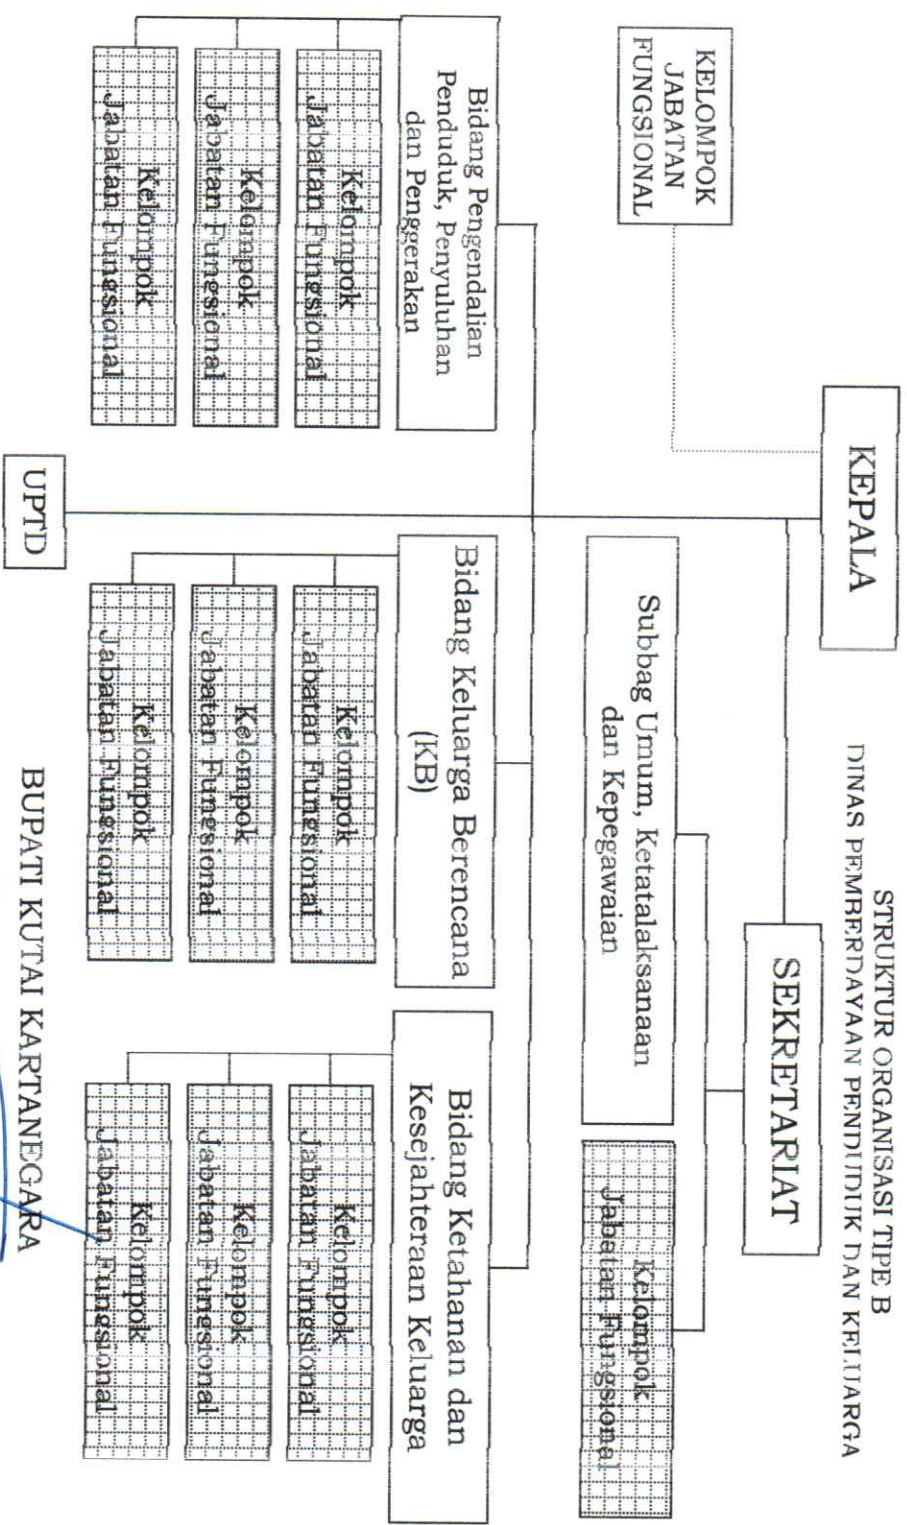 STRUKTUR ORGANISASI TIPE B
DINAS PEMBERDAYAAN PENDUDUK DAN KELUARGA
KEPALA
KELOMPOK
JABATAN
FUNGSIONAL
SEKRETARIAT
Subbag Umum, Ketatalaksanaan
dan Kepegawaian
Kelompok
Jabatan Fungsional
Bidang Pengendalian
Penduduk, Penyuluhan
dan Penggerakan
Kelompok
Jabatan Fungsional
Kelompok
Jabatan Fungsional
Kelompok
Jabatan Fungsional
Bidang Keluarga Berencana
(KB)
Kelompok
Jabatan Fungsional
Kelompok
Jabatan Fungsional
Kelompok
Jabatan Fungsional
Bidang Ketahanan dan
Kesejahteraan Keluarga
Kelompok
Jabatan Fungsional
Kelompok
Jabatan Fungsional
Kelompok
Jabatan Fungsional
UPTD
BUPATI KUTAI KARTANEGARA